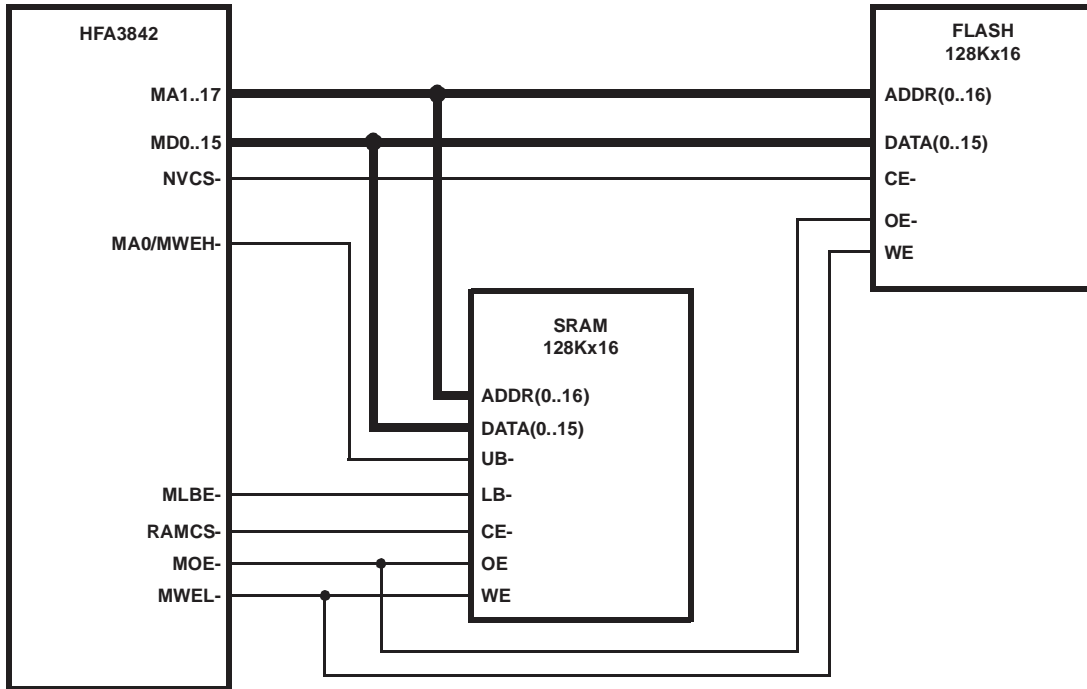 HFA3842
MA1..17
MD0..15
NVCS-
MA0/MWEH-
MLBE-
RAMCS-
MOE-
MWEL-
SRAM
128Kx16
ADDR(0..16)
DATA(0..15)
UB-
LB-
CE-
OE
WE
FLASH
128Kx16
ADDR(0..16)
DATA(0..15)
CE-
OE-
WE